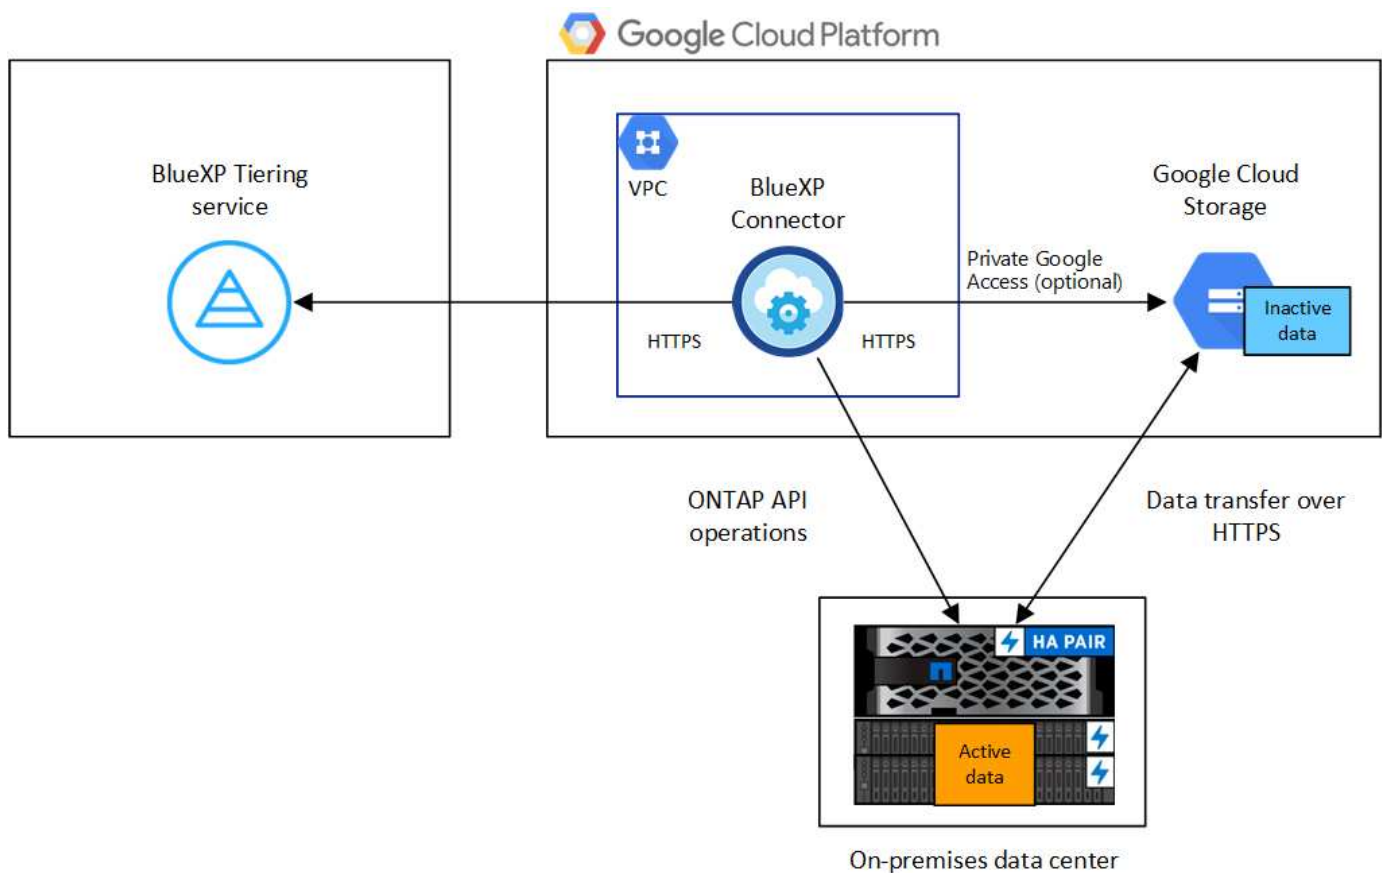 Google Cloud Platform
BlueXP Tiering
service
VPC
BlueXP
Connector
Google Cloud
Storage
Private Google
Access (optional)
HTTPS
HTTPS
Inactive
data
ONTAP API
operations
Data transfer over
HTTPS
HA PAIR
Active
data
On-premises data center